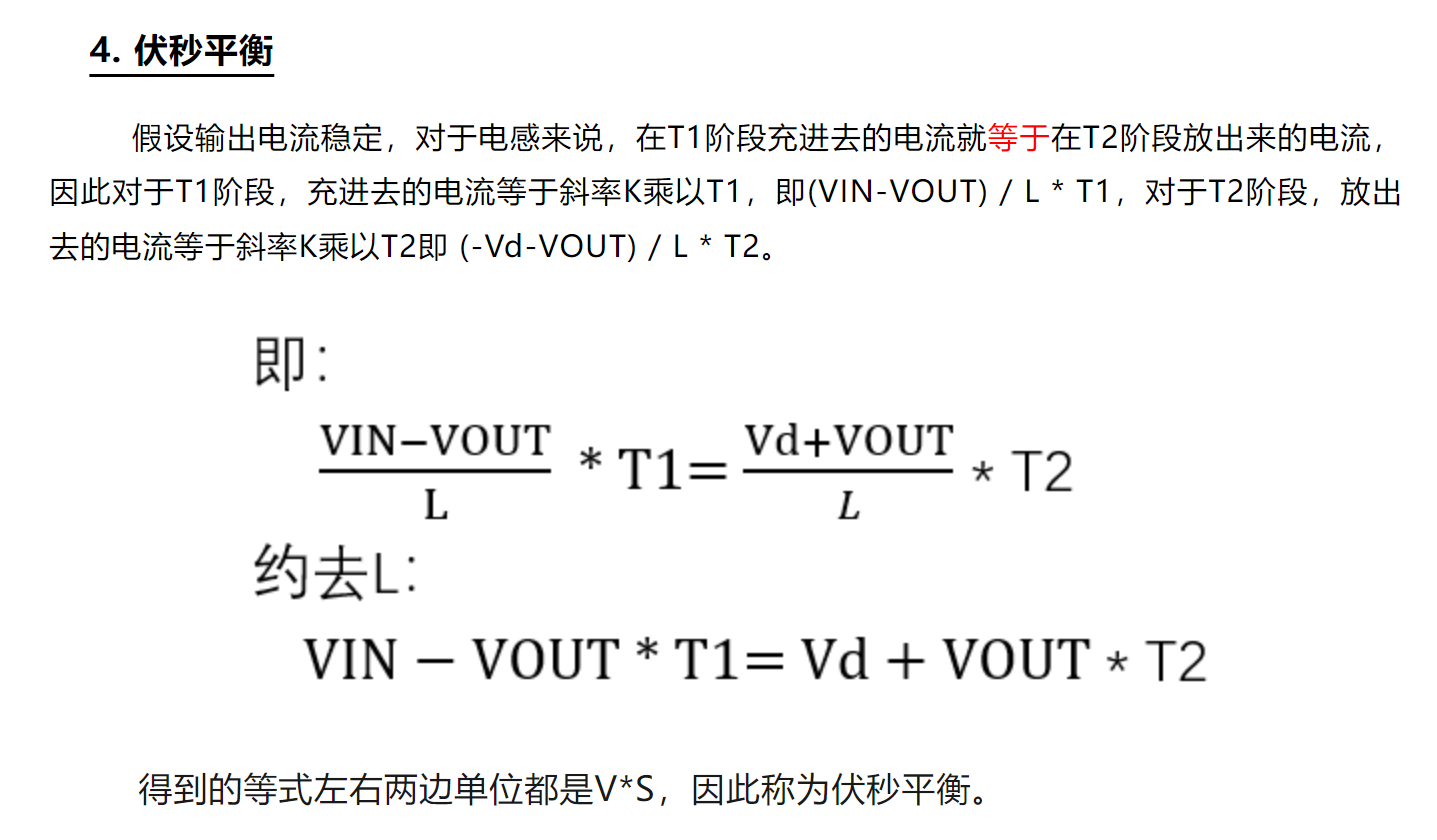 4. 伏秒平衡
假设输出电流稳定，对于电感来说，在T1阶段充进去的电流就等于在T2阶段放出来的电流，
因此对于T1阶段，充进去的电流等于斜率K乘以T1，即(VIN-VOUT) / L * T1，对于T2阶段，放出
去的电流等于斜率K乘以T2即 (-Vd-VOUT) / L * T2。
即：
VIN−VOUT/L * T1= Vd+VOUT/L * T2
约去L：
VIN − VOUT * T1= Vd + VOUT * T2
得到的等式左右两边单位都是V*S，因此称为伏秒平衡。